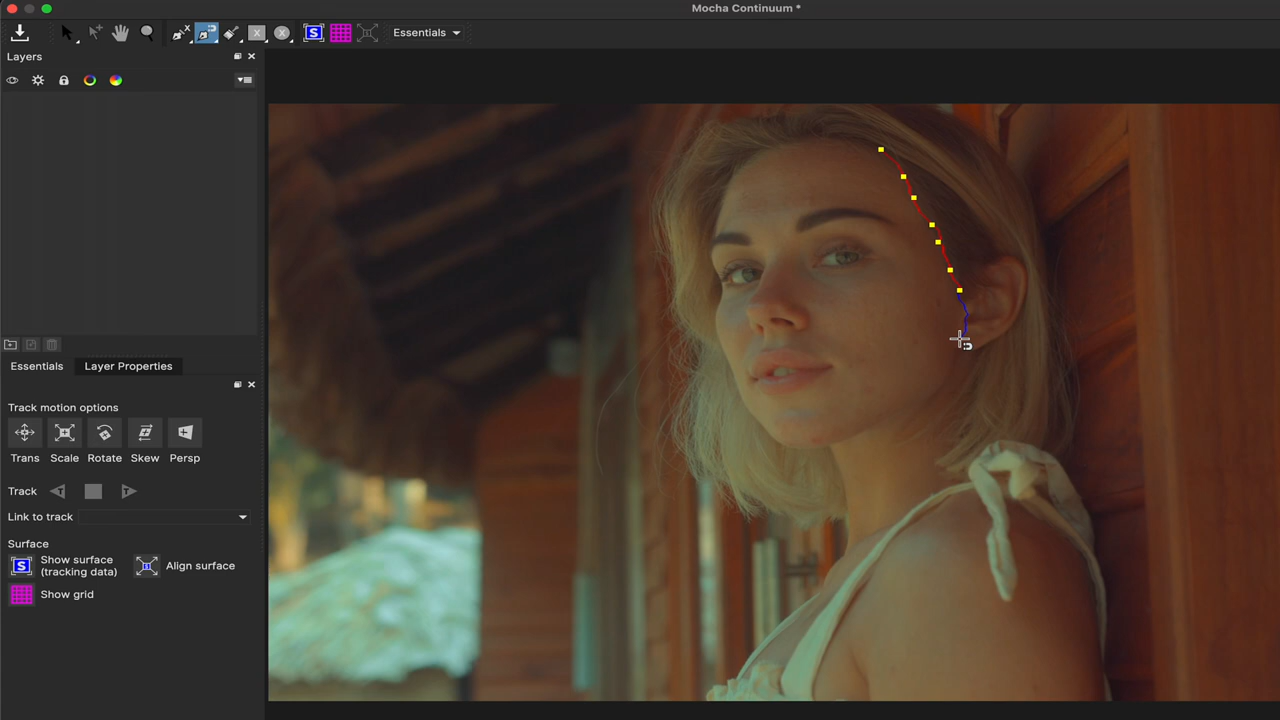 Mocha Continuum *
Essentials
Layers
Essentials
Layer Properties
Track motion options
Trans
Scale
Rotate
Skew
Persp
Track
Link to track
Surface
Show surface
(tracking data)
Align surface
Show grid